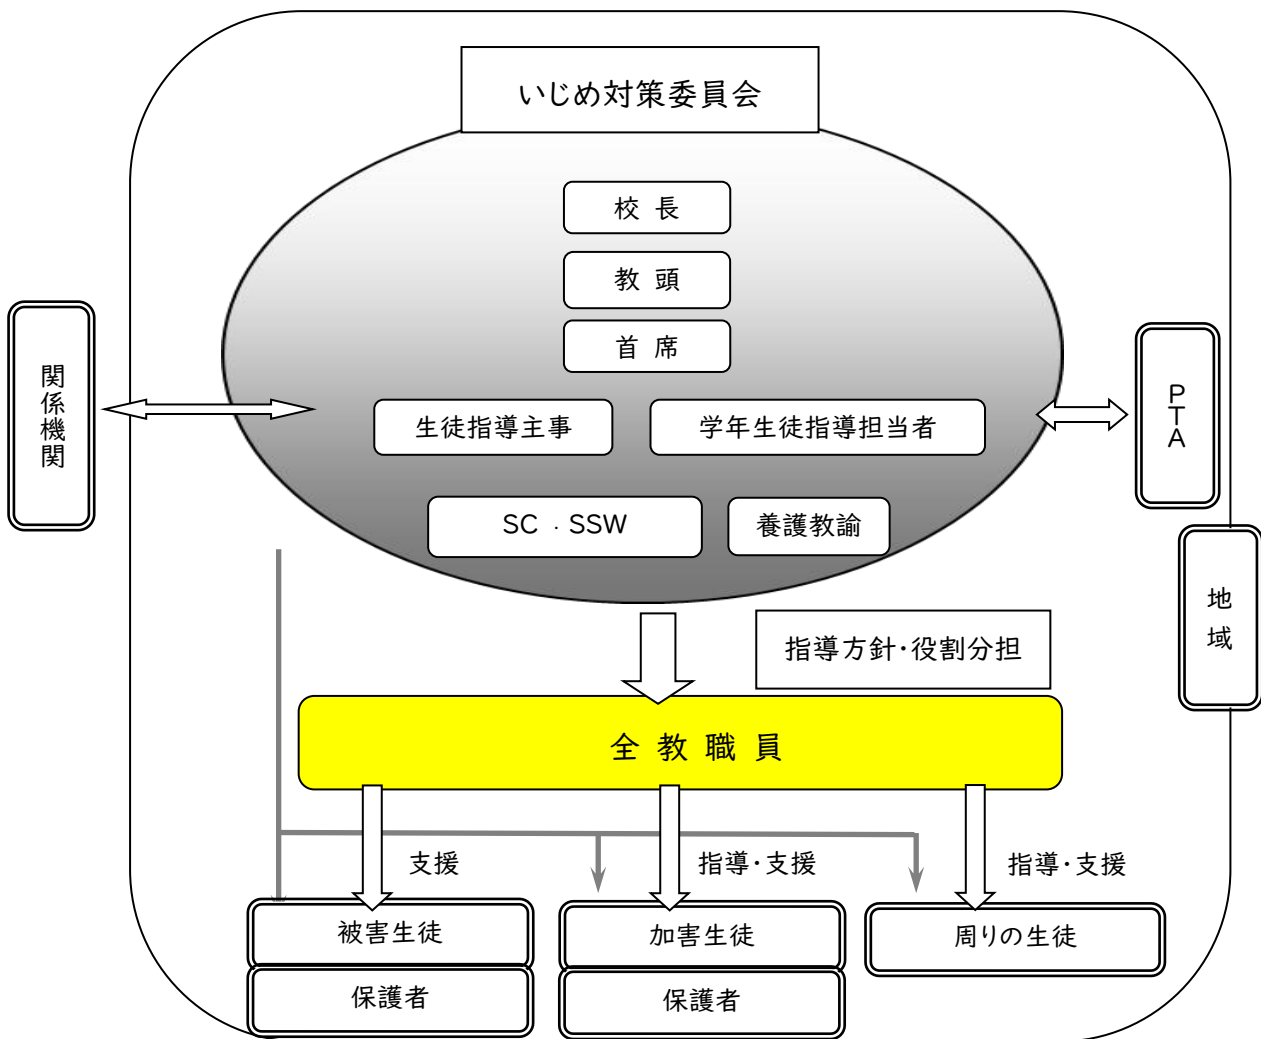 いじめ対策委員会
校 長
教 頭
首 席
関係機関
生徒指導主事
学年生徒指導担当者
PTA
SC ・ SSW
養護教諭
地域
指導方針・役割分担
全 教 職 員
支援
指導・支援
指導・支援
被害生徒
加害生徒
周りの生徒
保護者
保護者